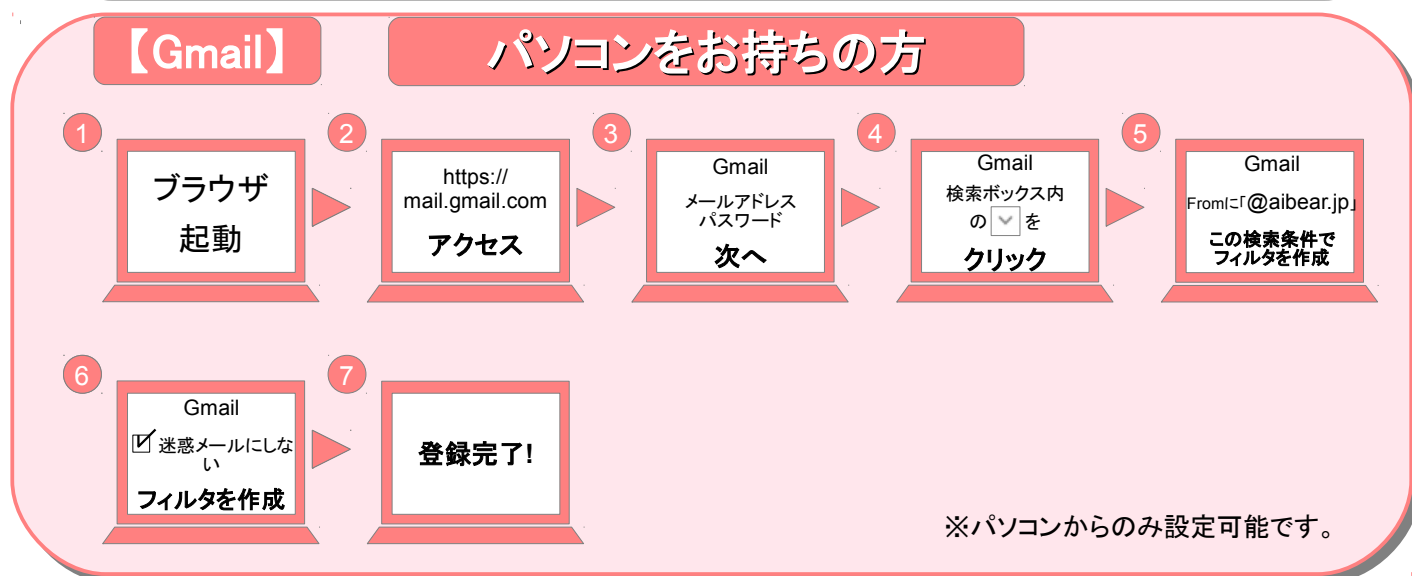 【Gmail】
パソコンをお持ちの方
1
ブラウザ
起動
2
https://
mail.gmail.com
アクセス
3
Gmail
メールアドレス
パスワード
次へ
4
Gmail
検索ボックス内
の を
クリック
5
Gmail
Fromに「@aibear.jp」
この検索条件で
フィルタを作成
6
Gmail
迷惑メールにしな
い
フィルタを作成
7
登録完了!
※パソコンからのみ設定可能です。